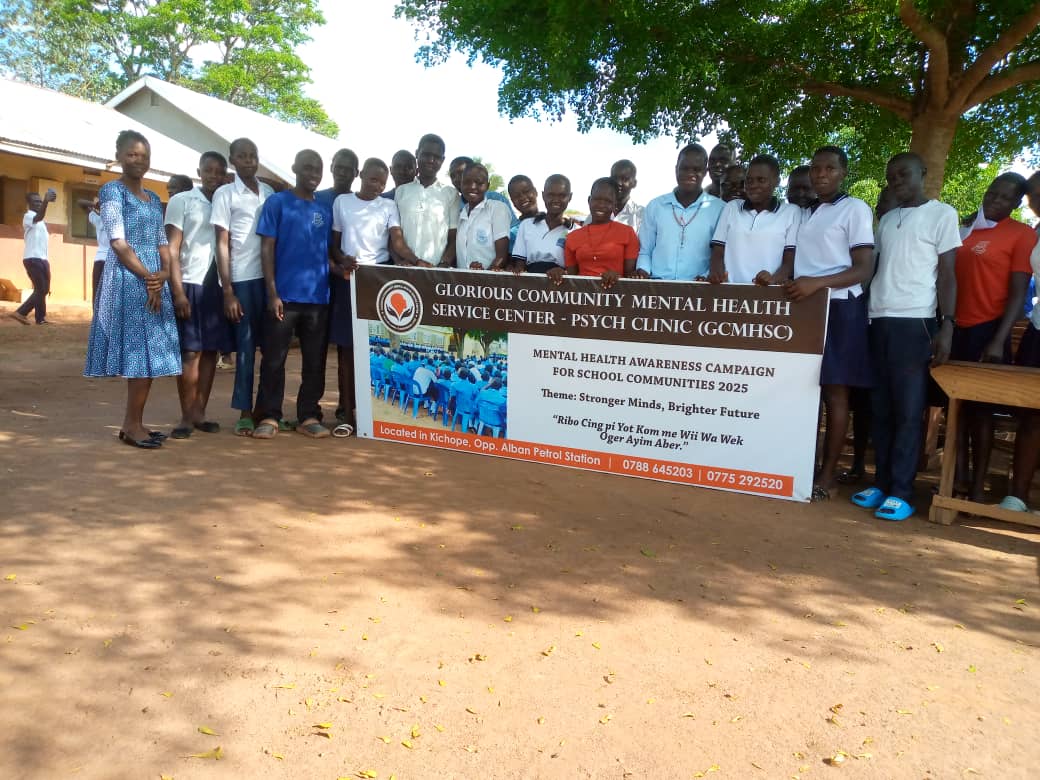 GLORIOUS COMMUNITY MENTAL HEALTH
SERVICE CENTER - PSYCH CLINIC (GCMHSC)
MENTAL HEALTH AWARENESS CAMPAIGN
FOR SCHOOL COMMUNITIES 2025
Theme: Stronger Minds, Brighter Future
“Ribo Cing pi Yot Kom me Wii Wa Wek
Oger Ayim Aber.”
Located in Kichope, Opp. Alban Petrol Station | 0788 645203 | 0775 292520